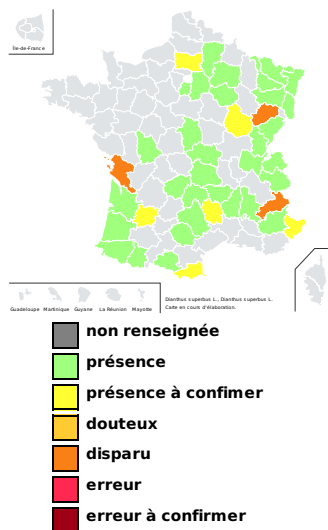 Île-de-France
Guadeloupe Martinique Guyane La Réunion Mayotte
Dianthus superbus L., Dianthus superbus L.
Carte en cours d'élaboration.
non renseignée
présence
présence à confimer
douteux
disparu
erreur
erreur à confirmer